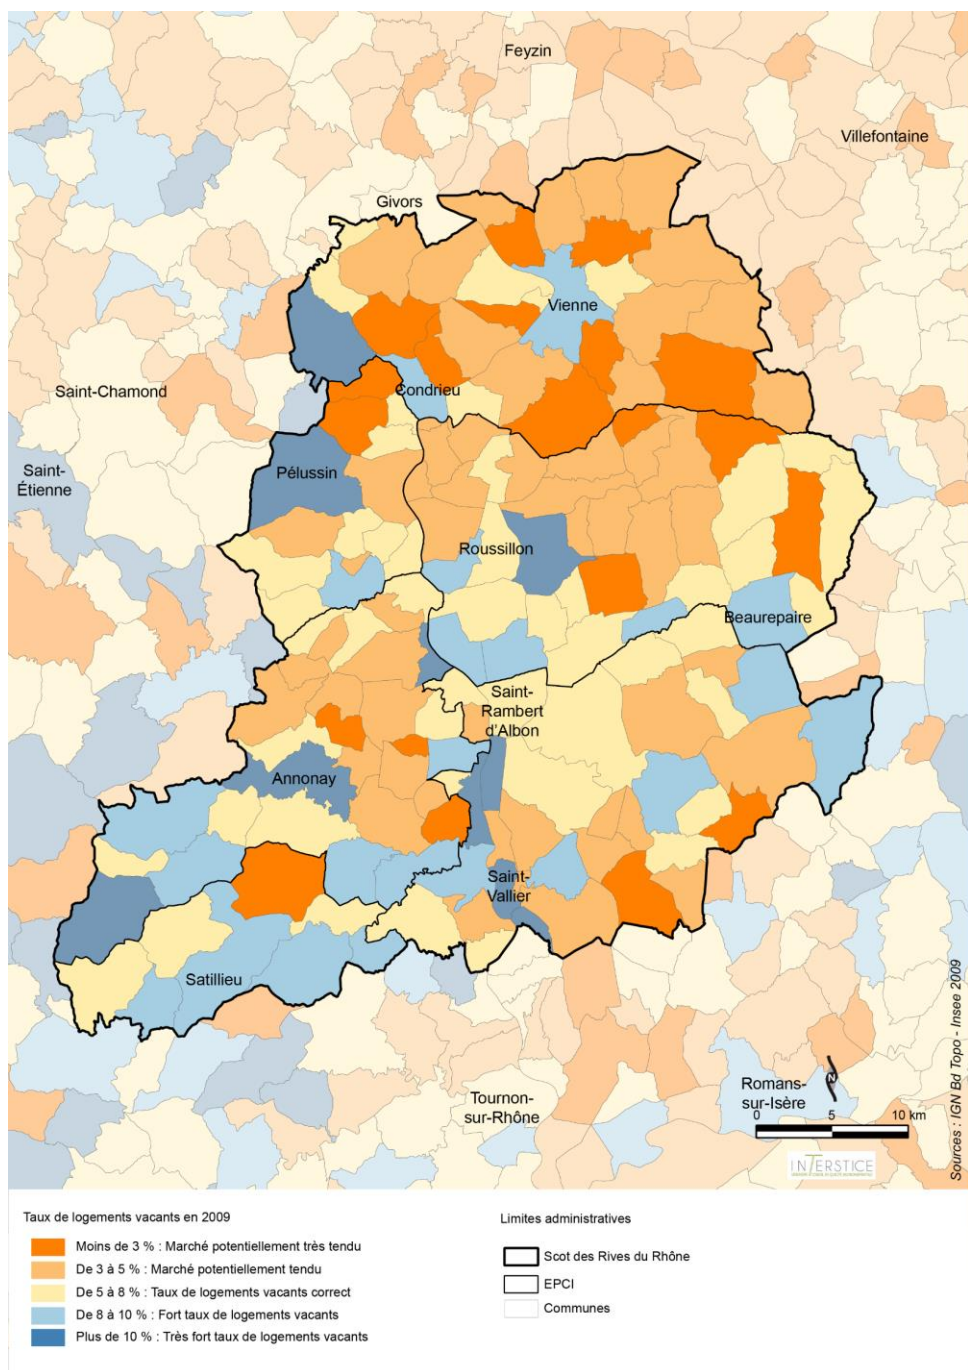 Feyzin
Villefontaine
Givors
Vienne
Saint-Chamond
Condrieu
Saint-
Étienne
Pélussin
Roussillon
Beaurepaire
Saint-
Rambert
d'Albon
Annonay
Saint-
Vallier
Satillieu
Tournon-
sur-Rhône
Romans-
sur-Isère
N
0 5 10 km
INTERSTICE
Sources : IGN Bd Topo - Insee 2009
Taux de logements vacants en 2009
Moins de 3 % : Marché potentiellement très tendu
De 3 à 5 % : Marché potentiellement tendu
De 5 à 8 % : Taux de logements vacants correct
De 8 à 10 % : Fort taux de logements vacants
Plus de 10 % : Très fort taux de logements vacants
Limites administratives
Scot des Rives du Rhône
EPCI
Communes